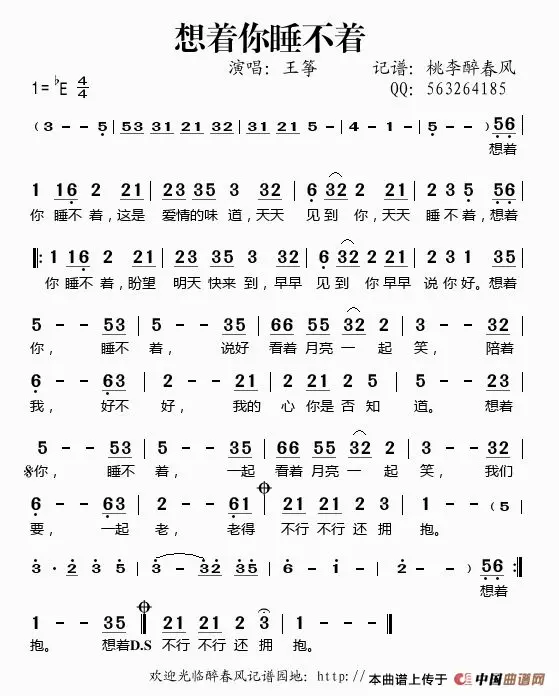 想着你睡不着
演唱：王筝 记谱：桃李醉春风
1=♭E 4/4 QQ：563264185
（3 - - 5 | 53 31 21 21 | 35 - - 5 | 4 - 1 - | 5 - - ）56
想着
1 16 2 21 | 23 35 3 32 | 6 32 2 21 | 2 3 5 56
你 睡不 着，这是 爱情的味 道，天天 见到 你，天天 睡不 着，想着
‖: 1 16 2 21 | 23 35 3 32 | 6 32 2 21 | 2 3 1 35
你 睡不 着，盼望 明天 快来 到，早早 见到 你早早 说你 好。想着
5 - - 53 | 5 - - 35 | 66 55 32 2 | 3 - - 32
你， 睡不 着， 说好 看着 月亮 一 起 笑， 陪着
6 - - 63 | 2 - - 21 | 2 21 2 5 | 5 - - 23
我， 好不 好， 我的 心 你是 否 知 道。 想着
5 - - 53 | 5 - - 35 | 66 55 32 2 | 3 - - 32
𝄋你， 睡不 着， 一起 看着 月亮 一 起 笑， 我们
6 - - 63 | 2 - - 61 | 21 21 2 3 | 1 - - （5
要， 一起 老， 老得 不行 不行 还 拥 抱。
3 · 2 3 5 | 3 - 32 35 | 6 - 1 - | 2 - - ）56 :‖
想着
1 - - 35 ‖ 21 21 2 3 | 1 - - - ‖
抱。 想着D.S 不行 不行 还 拥 抱。
欢迎光临醉春风记谱园地：http:// 本曲谱上传于 中国曲谱网